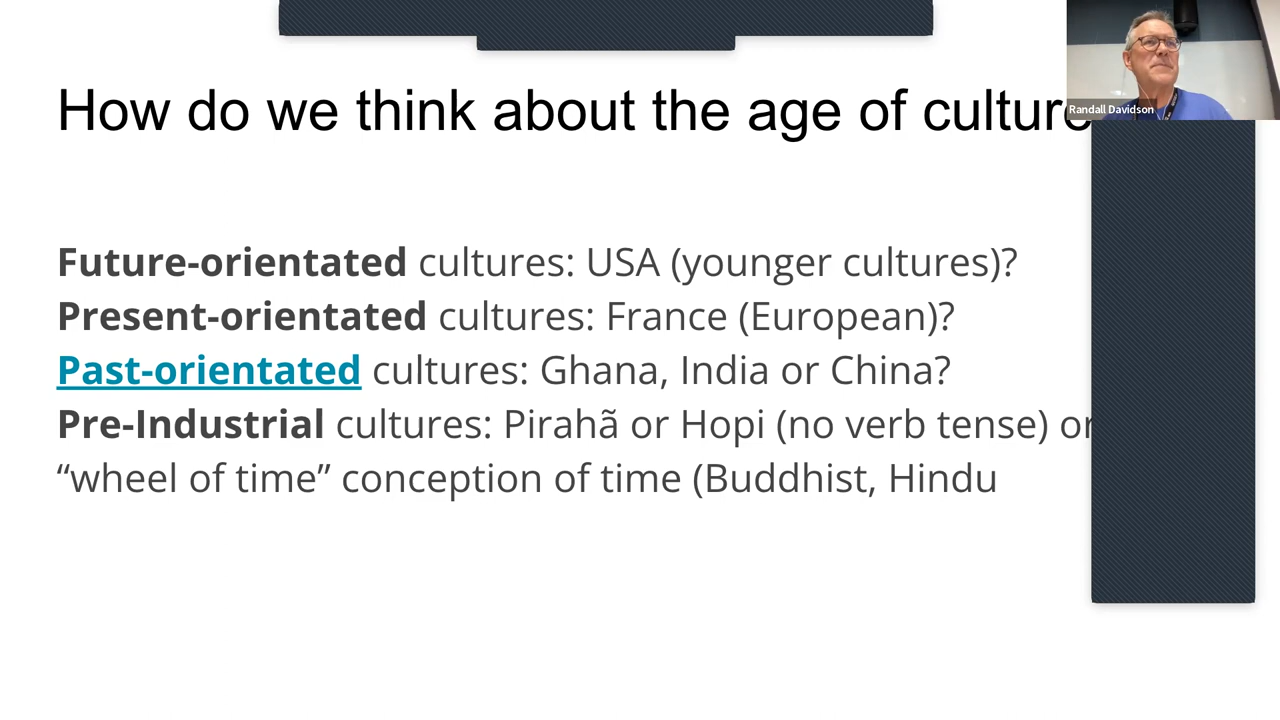 How do we think about the age of culture
Randall Davidson
Future-orientated cultures: USA (younger cultures)?
Present-orientated cultures: France (European)?
Past-orientated cultures: Ghana, India or China?
Pre-Industrial cultures: Pirahã or Hopi (no verb tense) or
“wheel of time” conception of time (Buddhist, Hindu